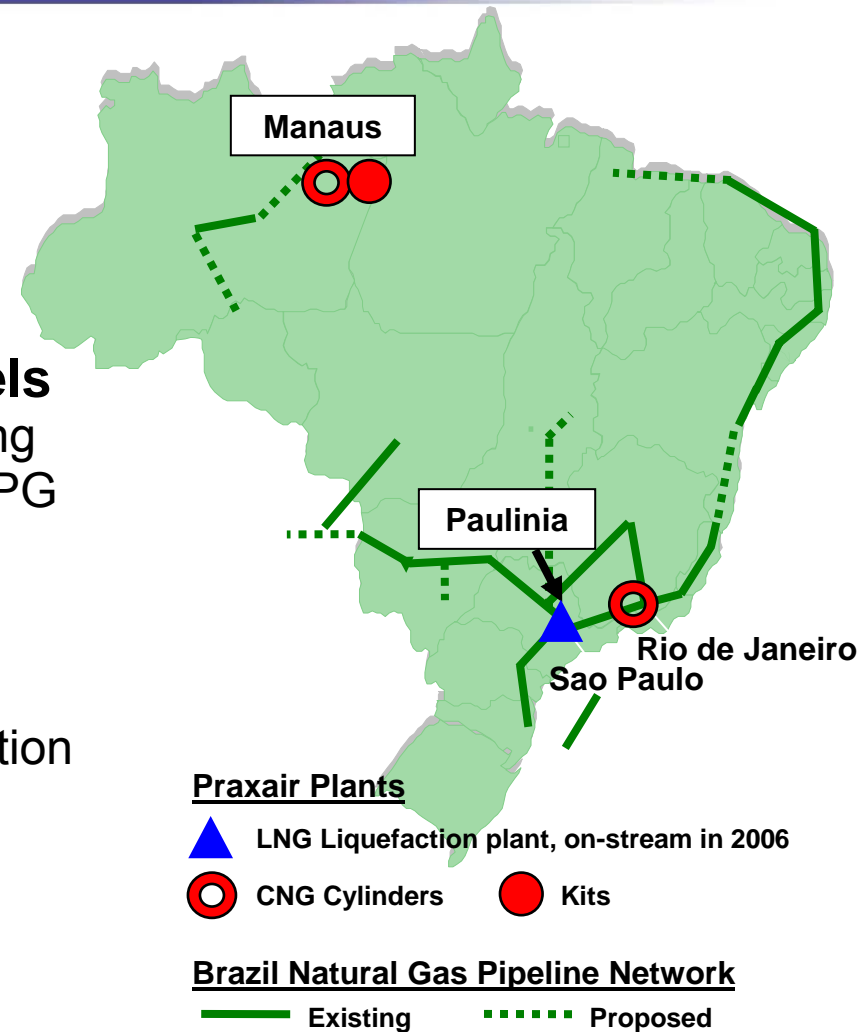 Manaus
els
ng
PG
Paulinia
Rio de Janeiro
Sao Paulo
tion
Praxair Plants
LNG Liquefaction plant, on-stream in 2006
CNG Cylinders Kits
Brazil Natural Gas Pipeline Network
Existing Proposed